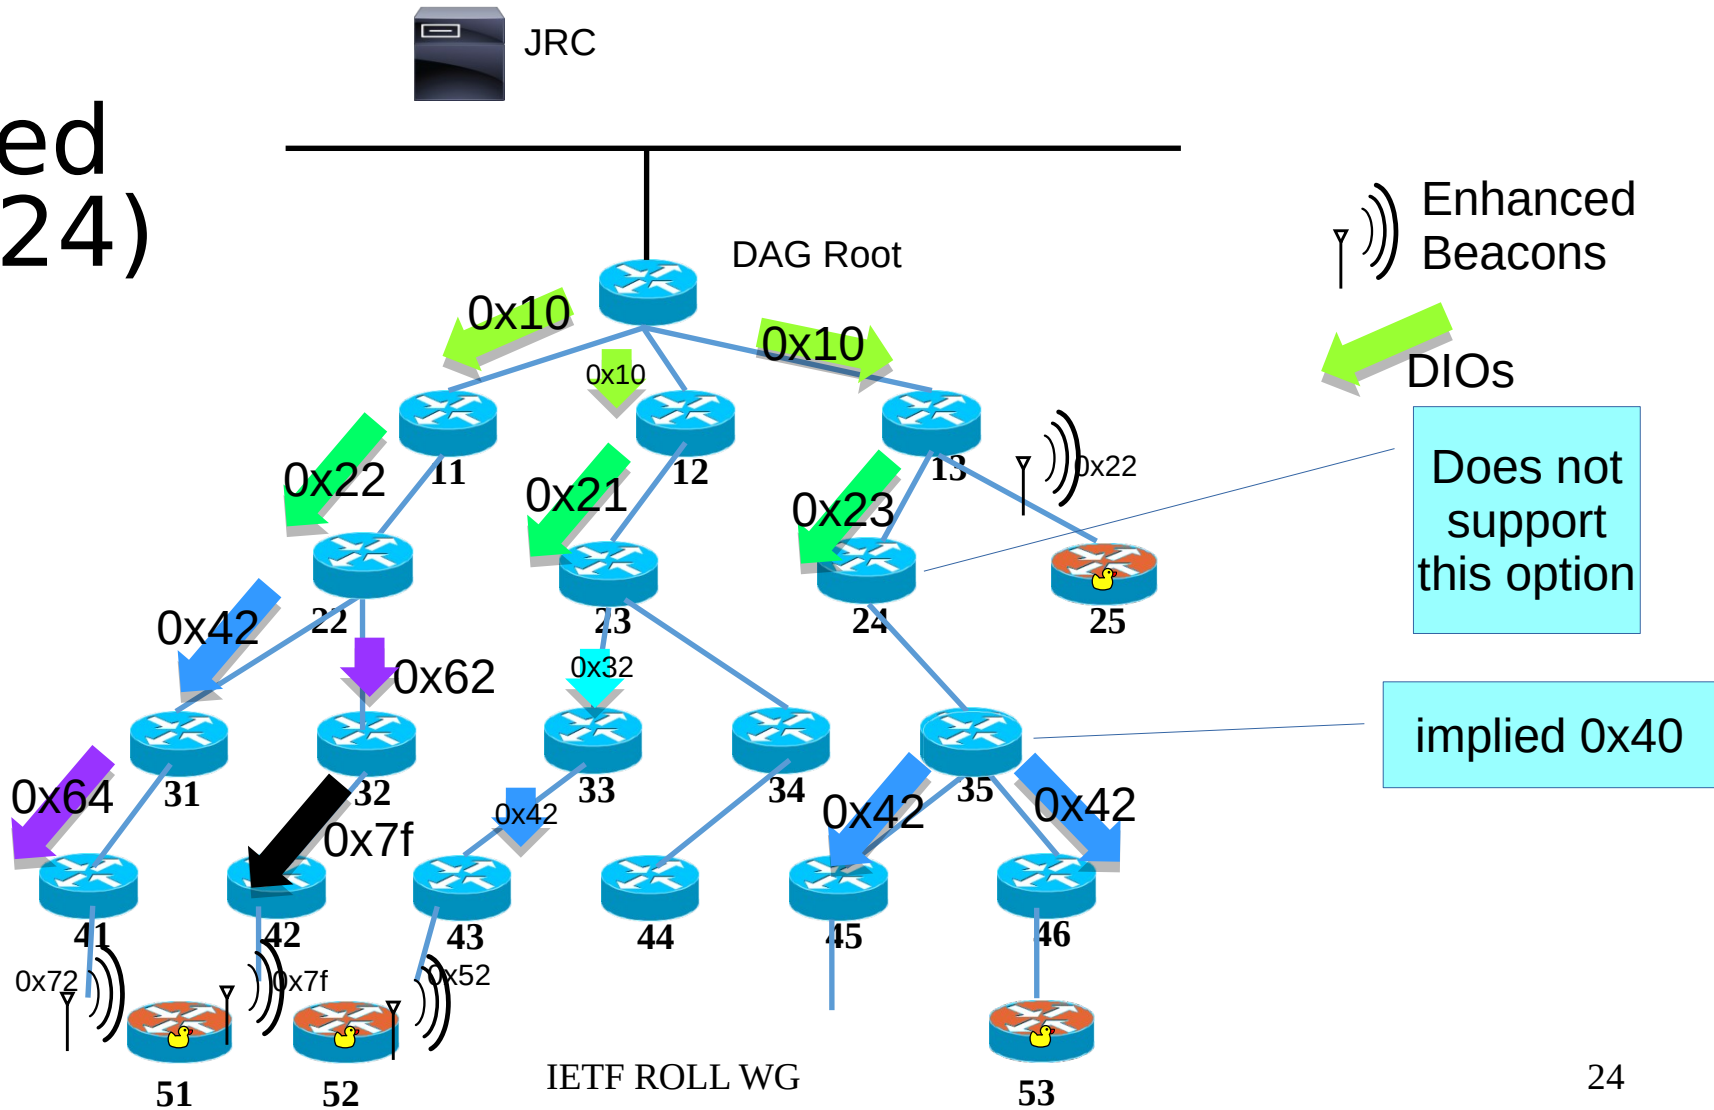 JRC
ed
24)
Enhanced
Beacons
DAG Root
0x10
0x10
0x10
DIOs
11
12
13
0x22
0x22
0x21
0x23
Does not
support
this option
22
23
24
25
0x42
0x62
0x32
implied 0x40
31
32
33
34
35
0x64
0x7f
0x42
0x42
0x42
41
42
43
44
45
46
0x72
0x7f
0x52
51
52
53
IETF ROLL WG
24